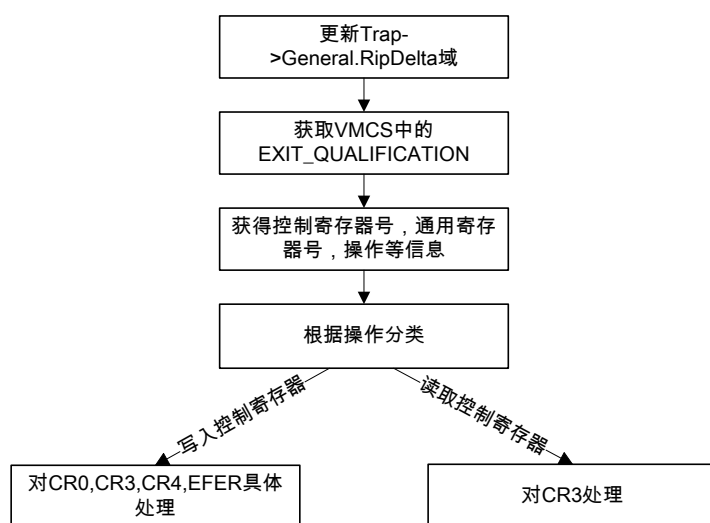 更新Trap-
>General.RipDelta域
获取VMCS中的
EXIT_QUALIFICATION
获得控制寄存器号，通用寄存
器号，操作等信息
根据操作分类
写入控制寄存器
读取控制寄存器
对CR0,CR3,CR4,EFER具体
处理
对CR3处理